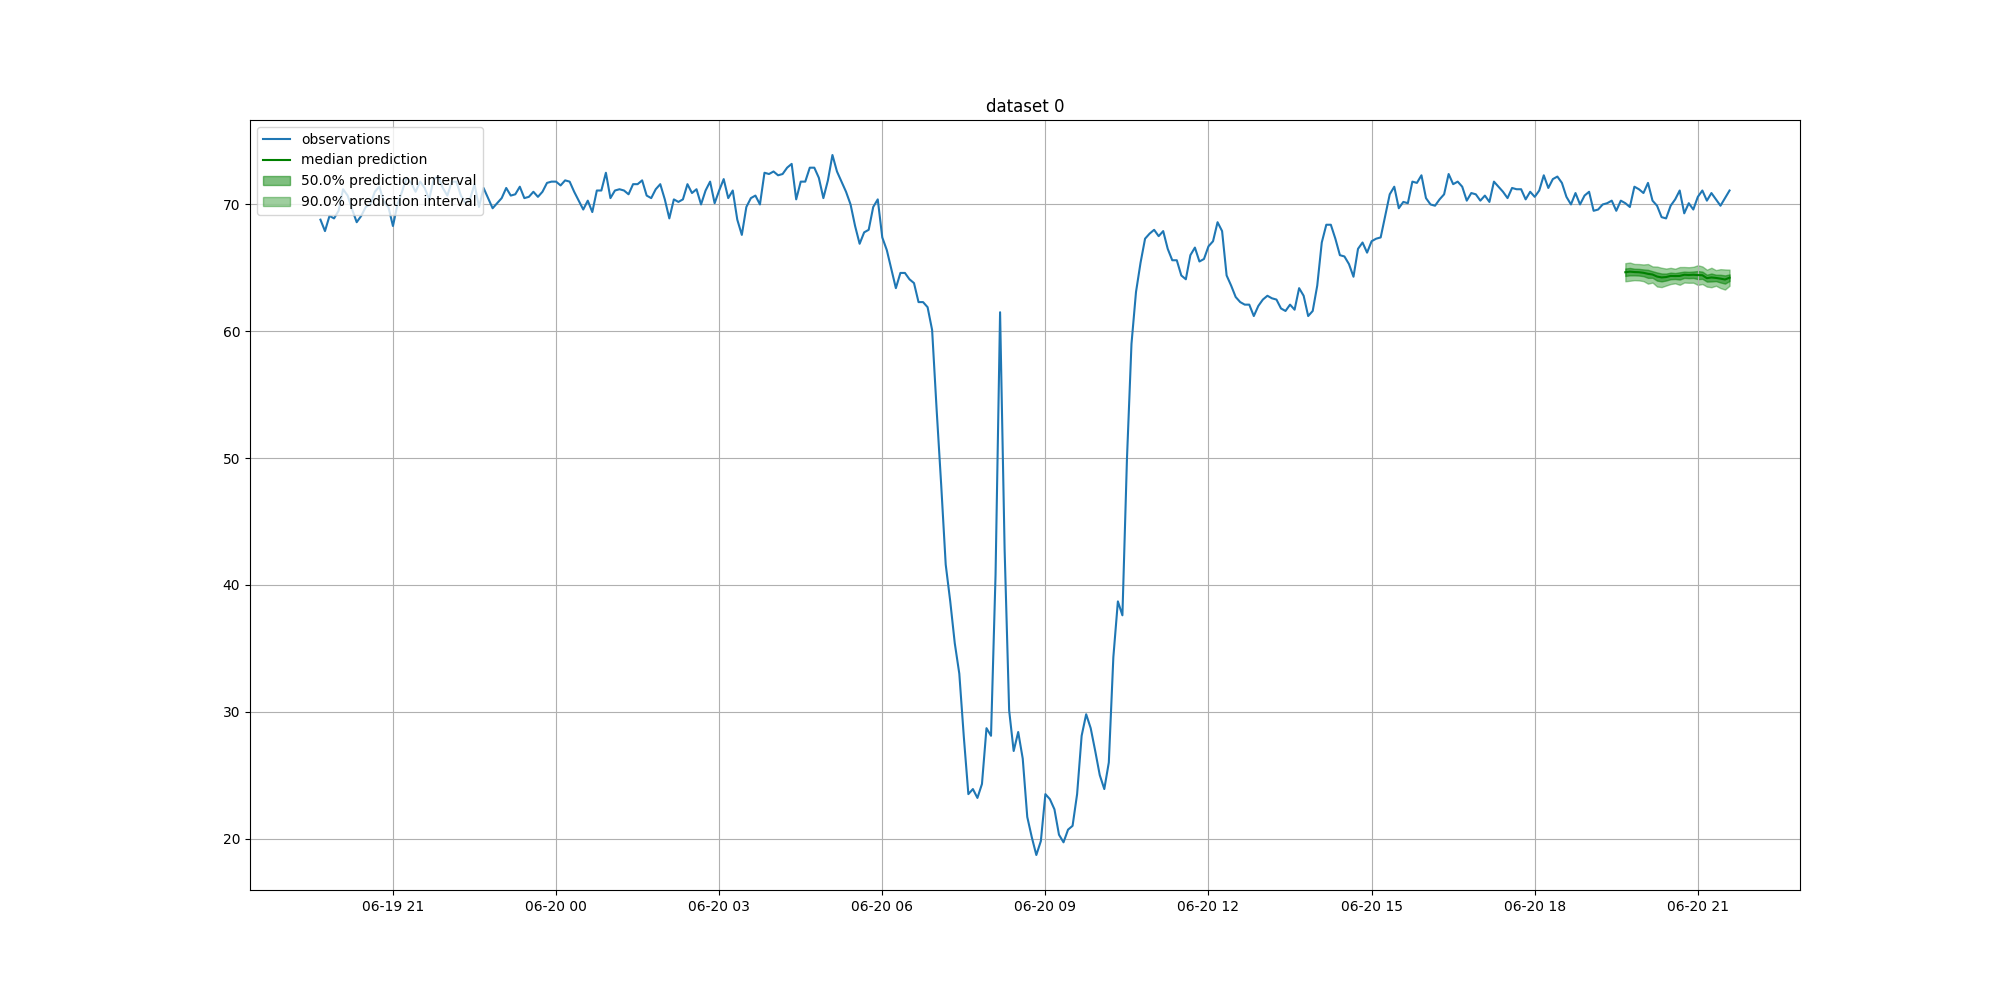 dataset 0
observations
median prediction
50.0% prediction interval
90.0% prediction interval
70
60
50
40
30
20
06-19 21 06-20 00 06-20 03 06-20 06 06-20 09 06-20 12 06-20 15 06-20 18 06-20 21